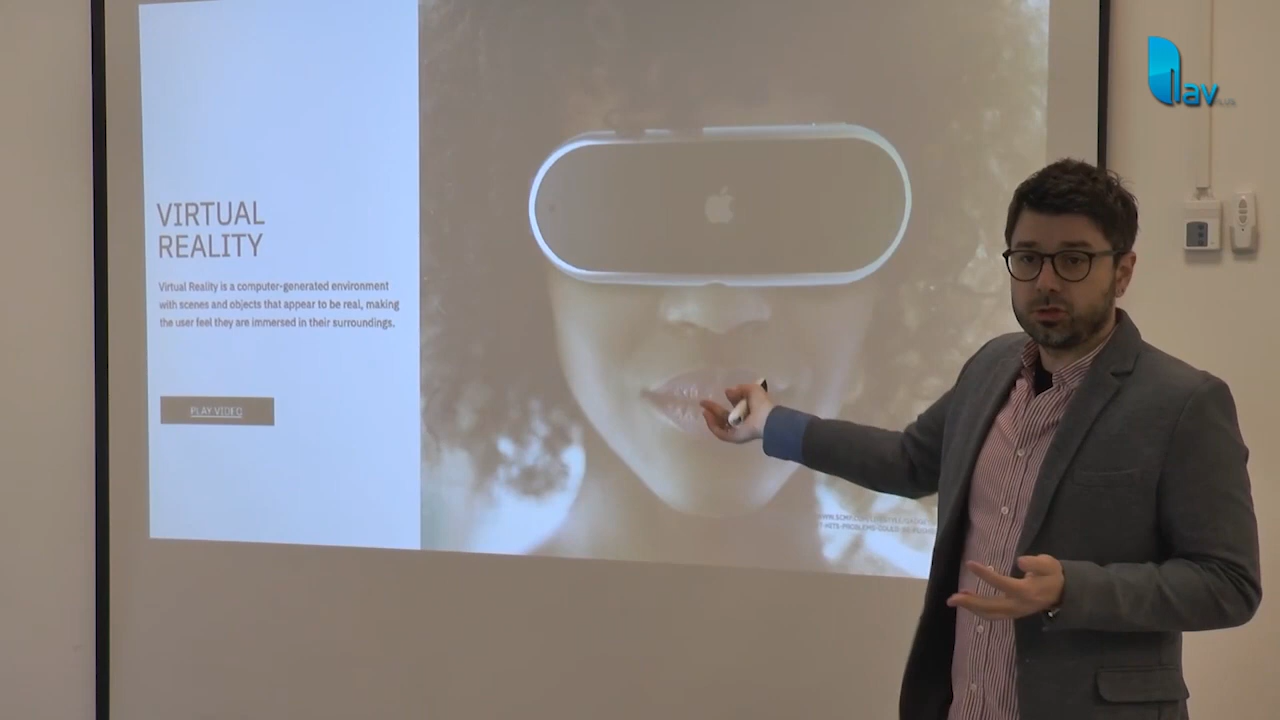 VIRTUAL
REALITY
Virtual Reality is a computer-generated environment
with scenes and objects that appear to be real, making
the user feel they are immersed in their surroundings.
PLAY VIDEO
av